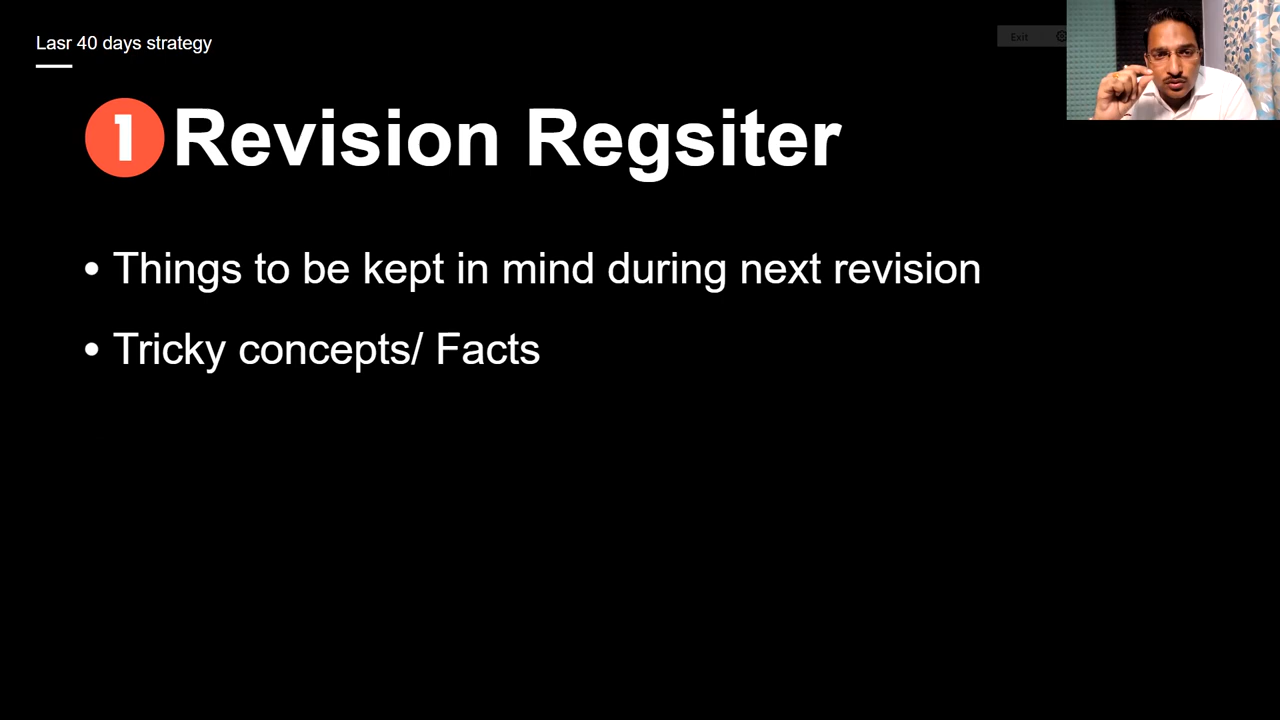 Lasr 40 days strategy
Exit
1 Revision Regsiter
• Things to be kept in mind during next revision
• Tricky concepts/ Facts